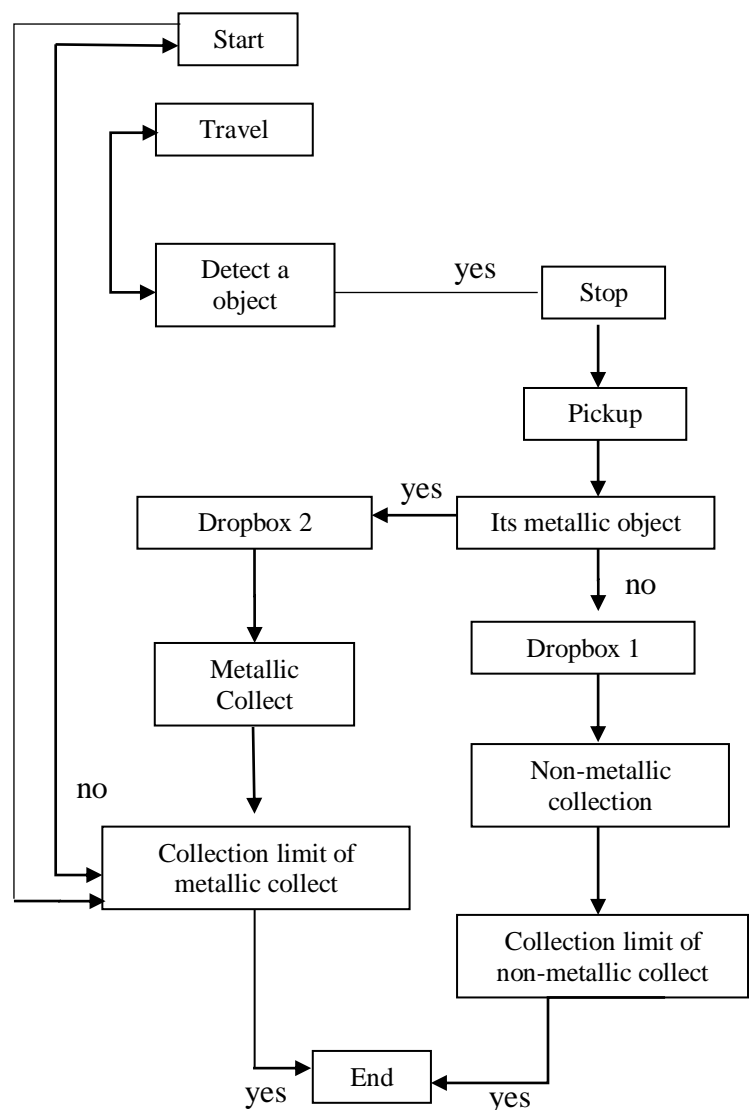 Start
Travel
Detect a
object
yes
Stop
Pickup
Its metallic object
yes
Dropbox 2
no
Dropbox 1
Metallic
Collect
Non-metallic
collection
no
Collection limit of
metallic collect
Collection limit of
non-metallic collect
End
yes
yes